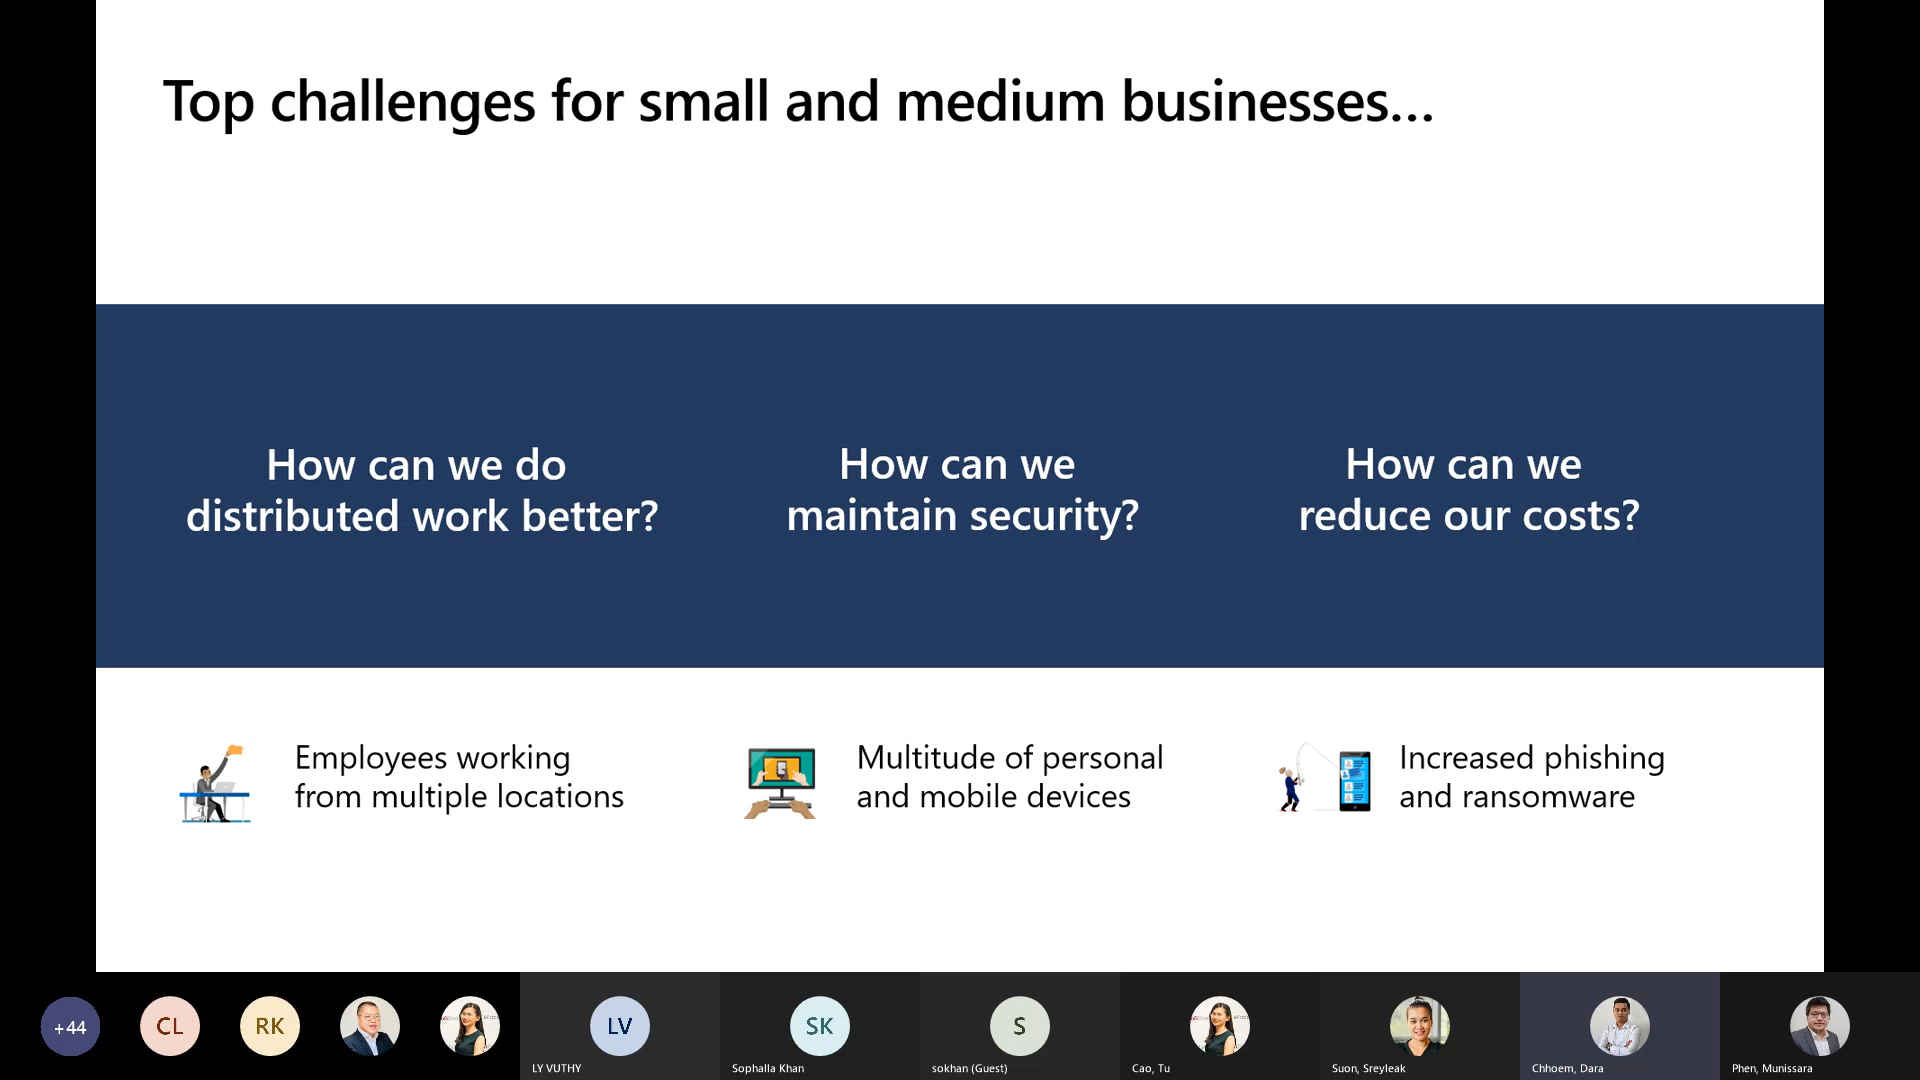 Top challenges for small and medium businesses...
How can we do
distributed work better?
How can we
maintain security?
How can we
reduce our costs?
Employees working
from multiple locations
Multitude of personal
and mobile devices
Increased phishing
and ransomware
+44
CL
RK
LV
LY VUTHY
SK
Sophalla Khan
S
sokhan (Guest)
Cao, Tu
Suon, Sreyleak
Chhoem, Dara
Phen, Munissara